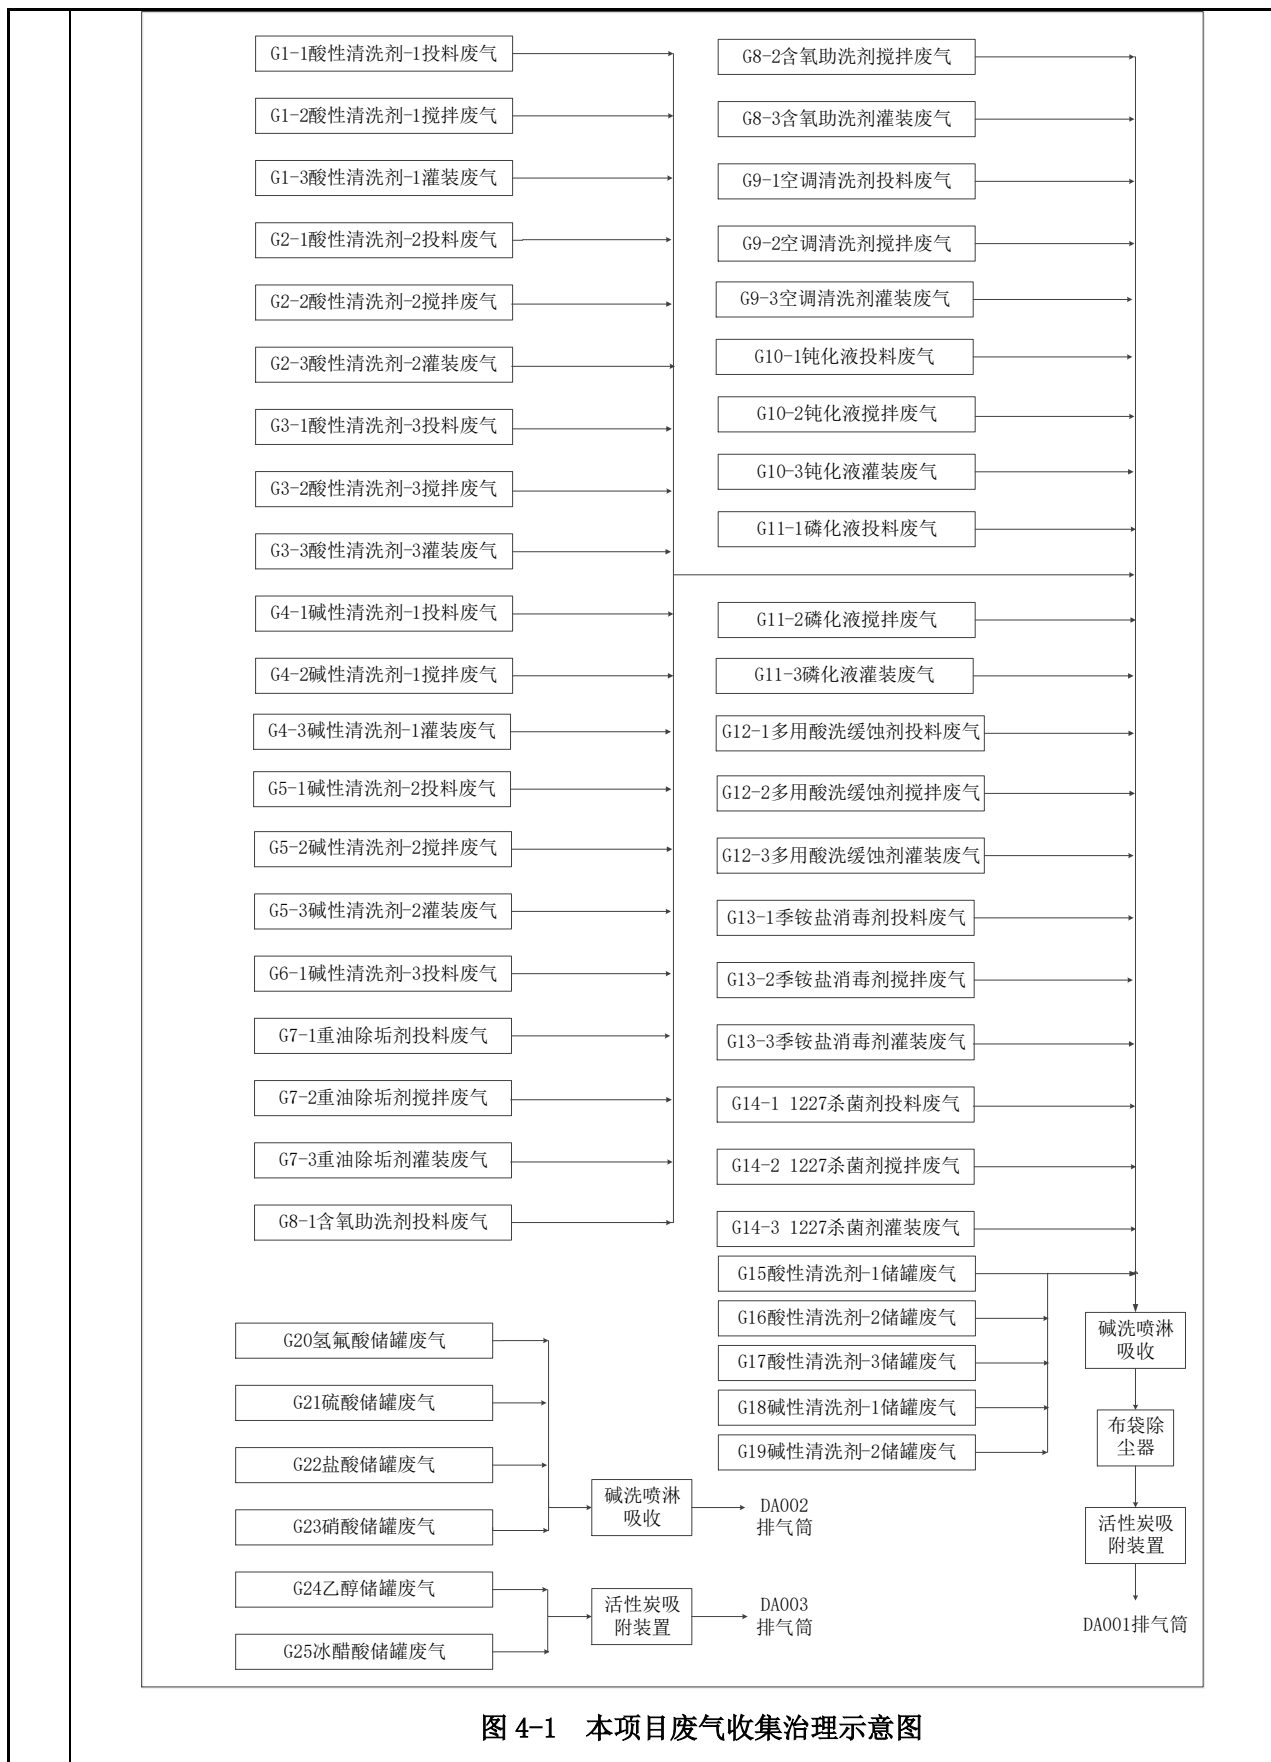 G1-1酸性清洗剂-1投料废气
G1-2酸性清洗剂-1搅拌废气
G1-3酸性清洗剂-1灌装废气
G2-1酸性清洗剂-2投料废气
G2-2酸性清洗剂-2搅拌废气
G2-3酸性清洗剂-2灌装废气
G3-1酸性清洗剂-3投料废气
G3-2酸性清洗剂-3搅拌废气
G3-3酸性清洗剂-3灌装废气
G4-1碱性清洗剂-1投料废气
G4-2碱性清洗剂-1搅拌废气
G4-3碱性清洗剂-1灌装废气
G5-1碱性清洗剂-2投料废气
G5-2碱性清洗剂-2搅拌废气
G5-3碱性清洗剂-2灌装废气
G6-1碱性清洗剂-3投料废气
G7-1重油除垢剂投料废气
G7-2重油除垢剂搅拌废气
G7-3重油除垢剂灌装废气
G8-1含氧助洗剂投料废气
G8-2含氧助洗剂搅拌废气
G8-3含氧助洗剂灌装废气
G9-1空调清洗剂投料废气
G9-2空调清洗剂搅拌废气
G9-3空调清洗剂灌装废气
G10-1钝化液投料废气
G10-2钝化液搅拌废气
G10-3钝化液灌装废气
G11-1磷化液投料废气
G11-2磷化液搅拌废气
G11-3磷化液灌装废气
G12-1多用酸洗缓蚀剂投料废气
G12-2多用酸洗缓蚀剂搅拌废气
G12-3多用酸洗缓蚀剂灌装废气
G13-1季铵盐消毒剂投料废气
G13-2季铵盐消毒剂搅拌废气
G13-3季铵盐消毒剂灌装废气
G14-1 1227杀菌剂投料废气
G14-2 1227杀菌剂搅拌废气
G14-3 1227杀菌剂灌装废气
G15酸性清洗剂-1储罐废气
G16酸性清洗剂-2储罐废气
G17酸性清洗剂-3储罐废气
G18碱性清洗剂-1储罐废气
G19碱性清洗剂-2储罐废气
碱洗喷淋
吸收
布袋除
尘器
活性炭吸
附装置
DA001排气筒
G20氢氟酸储罐废气
G21硫酸储罐废气
G22盐酸储罐废气
G23硝酸储罐废气
碱洗喷淋
吸收
DA002
排气筒
G24乙醇储罐废气
G25冰醋酸储罐废气
活性炭吸
附装置
DA003
排气筒
图 4-1 本项目废气收集治理示意图